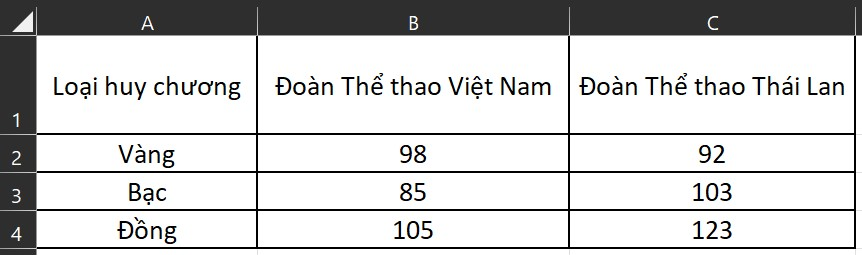 A B C
1 Loại huy chương Đoàn Thể thao Việt Nam Đoàn Thể thao Thái Lan
2 Vàng 98 92
3 Bạc 85 103
4 Đồng 105 123